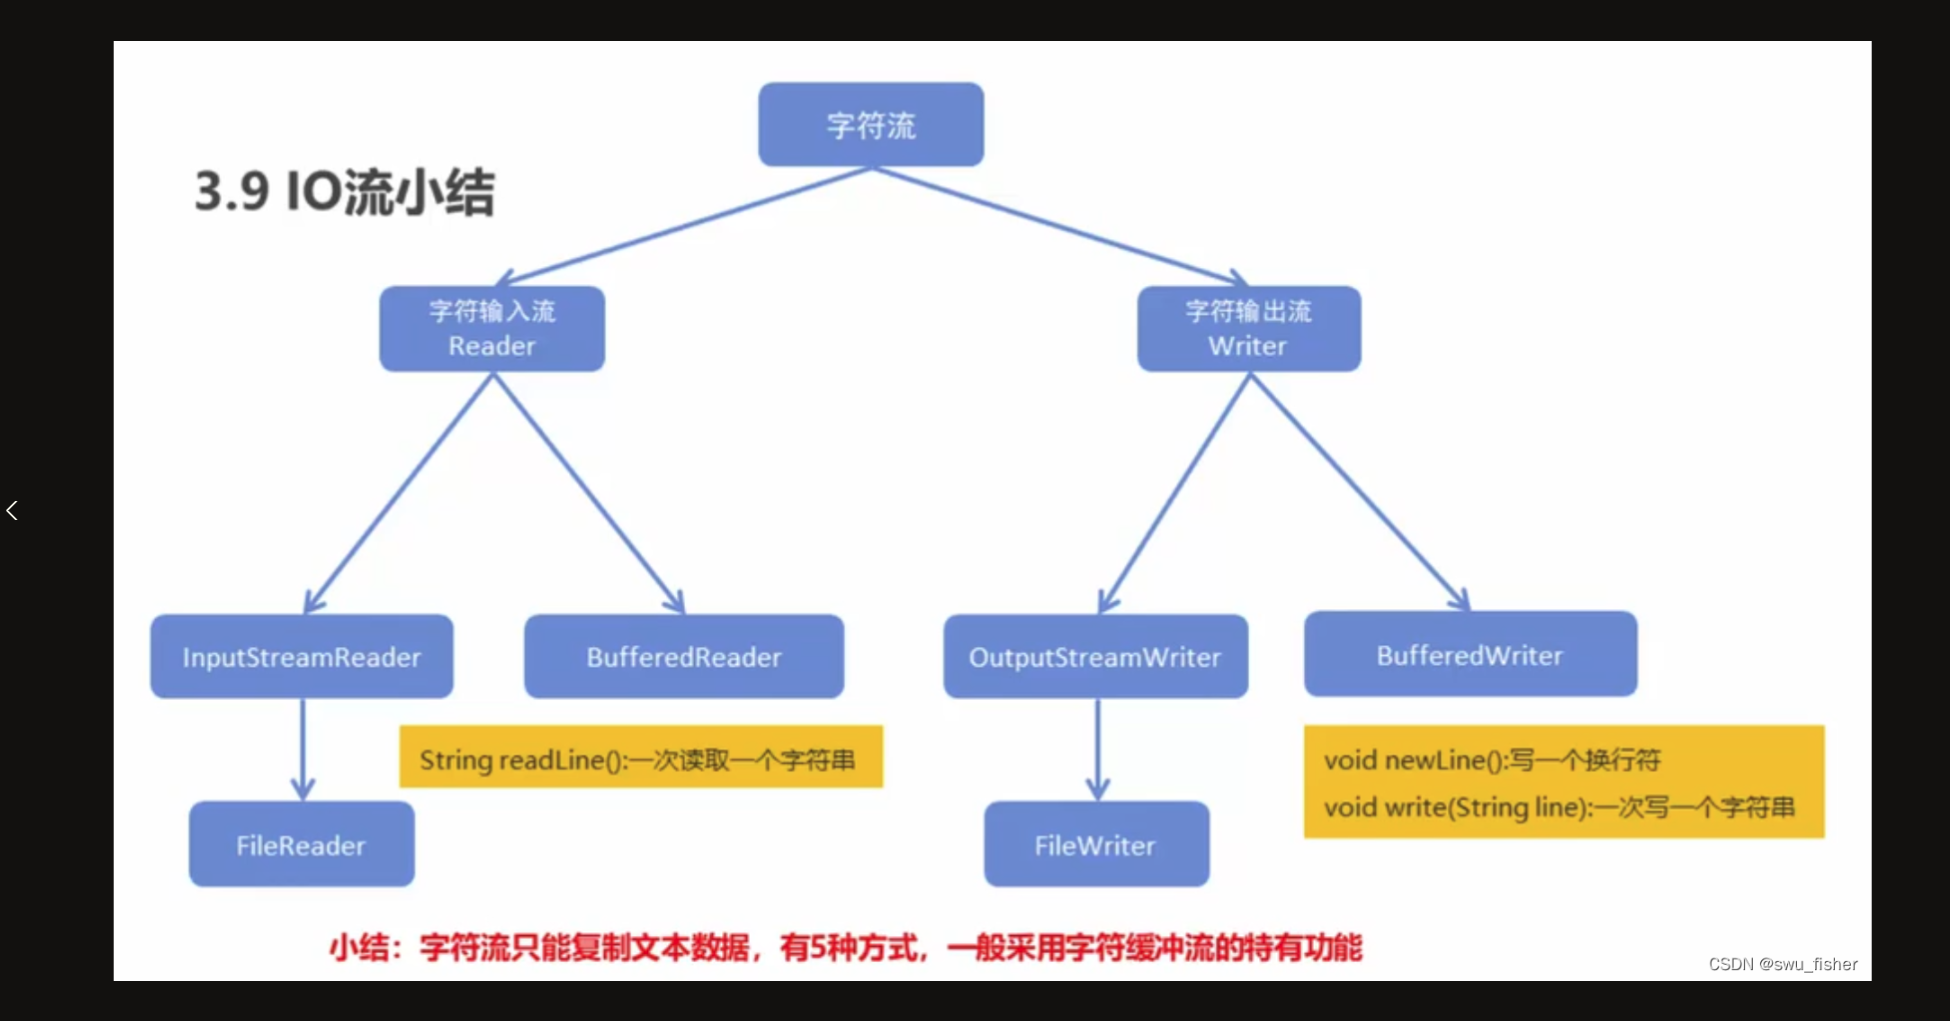 字符流
3.9 IO流小结
字符输入流
Reader
字符输出流
Writer
InputStreamReader
BufferedReader
OutputStreamWriter
BufferedWriter
String readLine():一次读取一个字符串
void newLine():写一个换行符
void write(String line):一次写一个字符串
FileReader
FileWriter
小结：字符流只能复制文本数据，有5种方式，一般采用字符缓冲流的特有功能
CSDN @swu_fisher